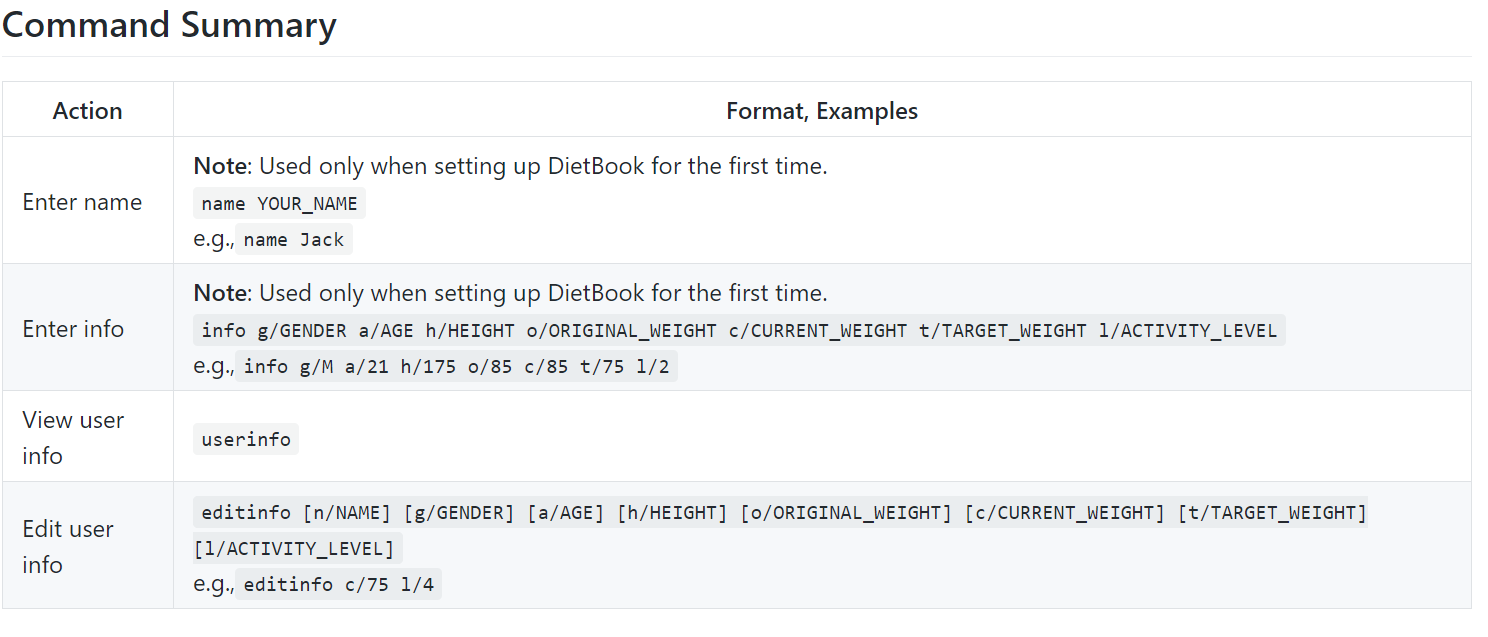 Command Summary
Action
Format, Examples
Enter name
Note: Used only when setting up DietBook for the first time.
name YOUR_NAME
e.g., name Jack
Enter info
Note: Used only when setting up DietBook for the first time.
info g/GENDER a/AGE h/HEIGHT o/ORIGINAL_WEIGHT c/CURRENT_WEIGHT t/TARGET_WEIGHT l/ACTIVITY_LEVEL
e.g., info g/M a/21 h/175 o/85 c/85 t/75 l/2
View user
info
userinfo
Edit user
info
editinfo [n/NAME] [g/GENDER] [a/AGE] [h/HEIGHT] [o/ORIGINAL_WEIGHT] [c/CURRENT_WEIGHT] [t/TARGET_WEIGHT]
[l/ACTIVITY_LEVEL]
e.g., editinfo c/75 l/4